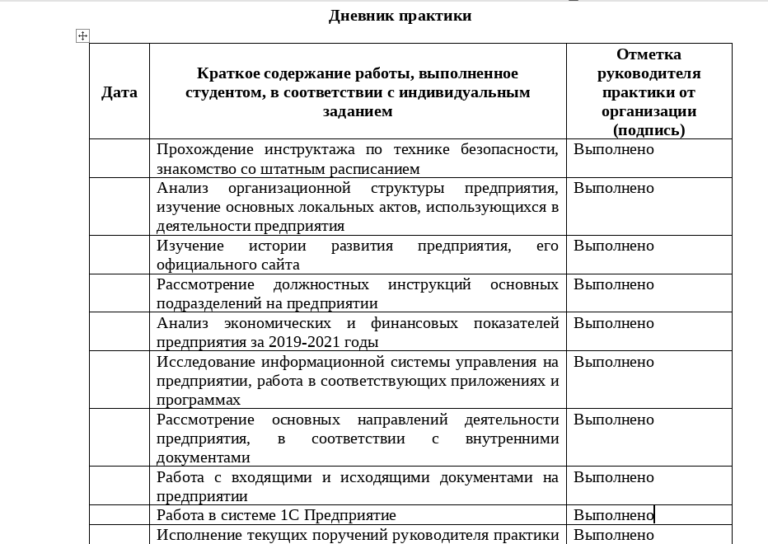 Дневник практики
Дата
Краткое содержание работы, выполненное
студентом, в соответствии с индивидуальным
заданием
Отметка
руководителя
практики от
организации
(подпись)
Прохождение инструктажа по технике безопасности,
знакомство со штатным расписанием
Выполнено
Анализ организационной структуры предприятия,
изучение основных локальных актов, использующихся в
деятельности предприятия
Выполнено
Изучение истории развития предприятия, его
официального сайта
Выполнено
Рассмотрение должностных инструкций основных
подразделений на предприятии
Выполнено
Анализ экономических и финансовых показателей
предприятия за 2019-2021 годы
Выполнено
Исследование информационной системы управления на
предприятии, работа в соответствующих приложениях и
программах
Выполнено
Рассмотрение основных направлений деятельности
предприятия, в соответствии с внутренними
документами
Выполнено
Работа с входящими и исходящими документами на
предприятии
Выполнено
Работа в системе 1С Предприятие
Выполнено
Исполнение текущих поручений руководителя практики
Выполнено